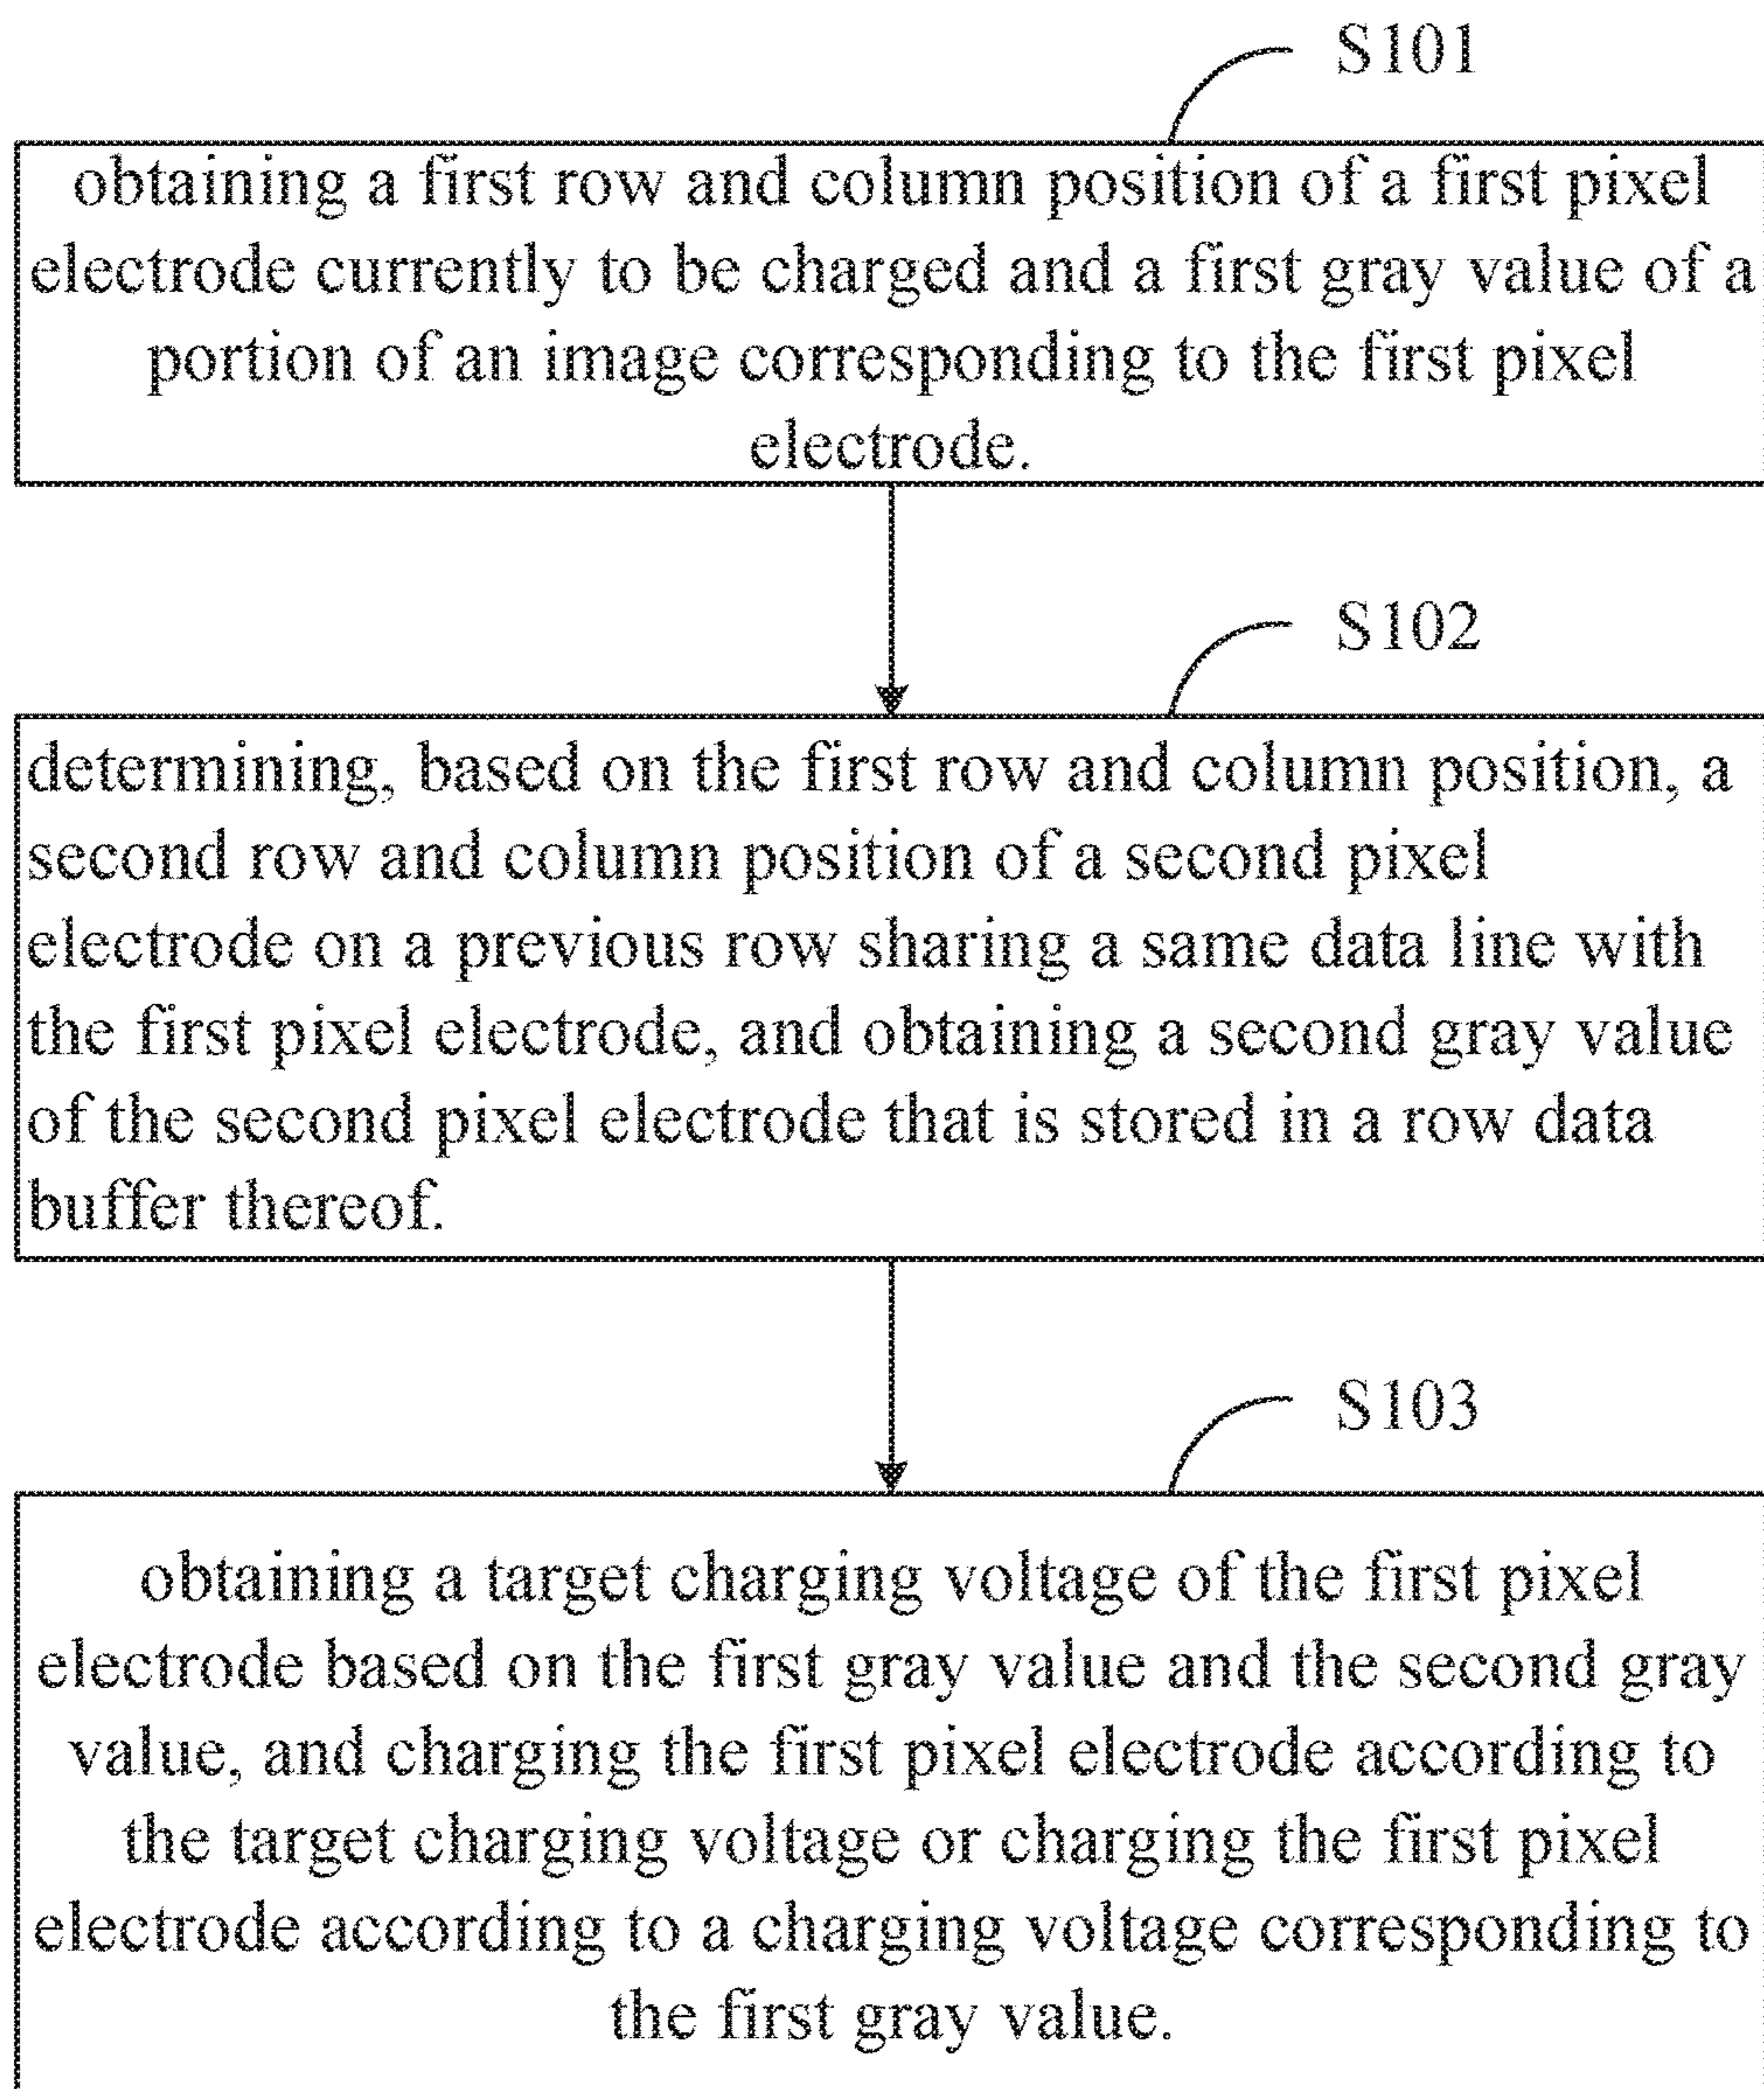 S101
obtaining a first row and column position of a first pixel
electrode currently to be charged and a first gray value of a
portion of an image corresponding to the first pixel
electrode.
S102
determining, based on the first row and column position, a
second row and column position of a second pixel
electrode on a previous row sharing a same data line with
the first pixel electrode, and obtaining a second gray value
of the second pixel electrode that is stored in a row data
buffer thereof.
S103
obtaining a target charging voltage of the first pixel
electrode based on the first gray value and the second gray
value, and charging the first pixel electrode according to
the target charging voltage or charging the first pixel
electrode according to a charging voltage corresponding to
the first gray value.